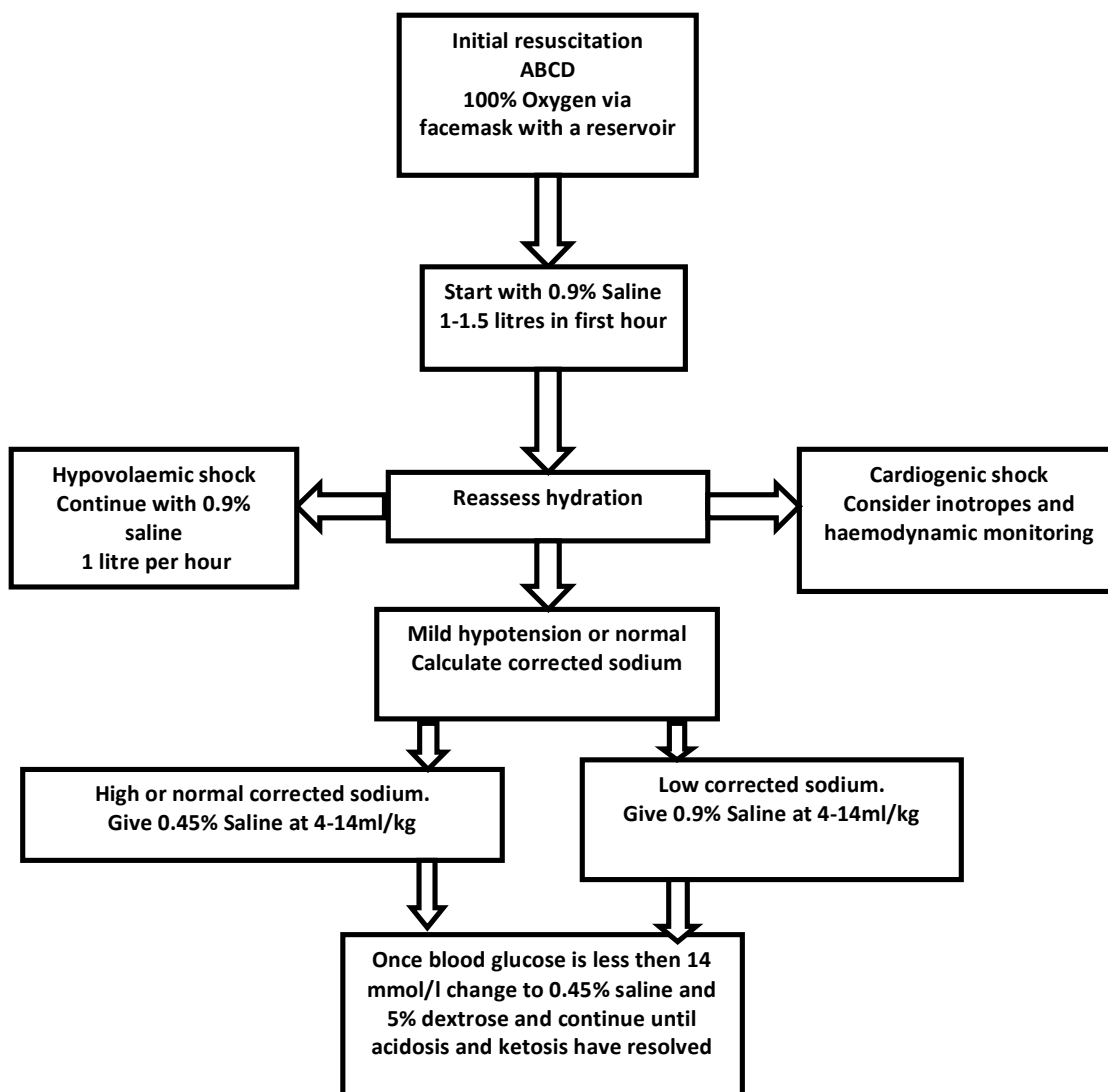 Initial resuscitation
ABCD
100% Oxygen via
facemask with a reservoir
Start with 0.9% Saline
1-1.5 litres in first hour
Hypovolaemic shock
Continue with 0.9%
saline
1 litre per hour
Reassess hydration
Cardiogenic shock
Consider inotropes and
haemodynamic monitoring
Mild hypotension or normal
Calculate corrected sodium
High or normal corrected sodium.
Give 0.45% Saline at 4-14ml/kg
Low corrected sodium.
Give 0.9% Saline at 4-14ml/kg
Once blood glucose is less then 14
mmol/l change to 0.45% saline and
5% dextrose and continue until
acidosis and ketosis have resolved